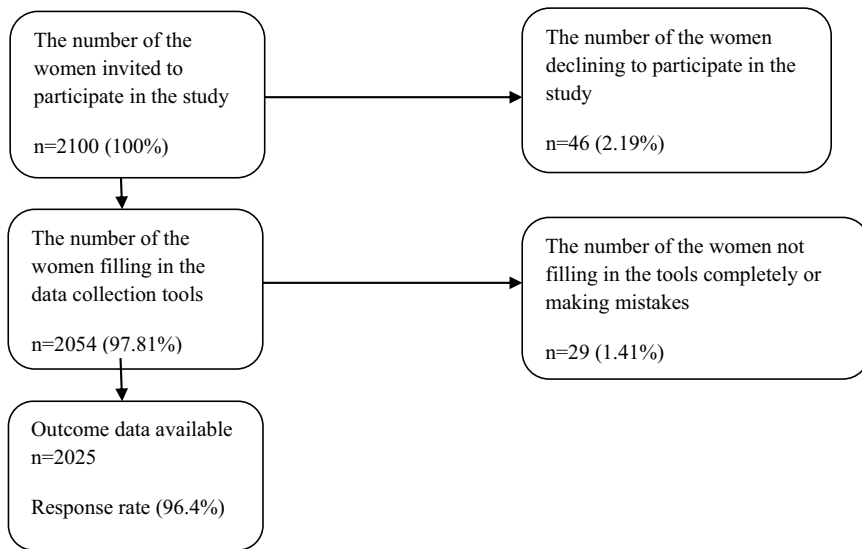 The number of the
women invited to
participate in the study
n=2100 (100%)
The number of the women
declining to participate in the
study
n=46 (2.19%)
The number of the
women filling in the
data collection tools
n=2054 (97.81%)
The number of the women not
filling in the tools completely or
making mistakes
n=29 (1.41%)
Outcome data available
n=2025
Response rate (96.4%)